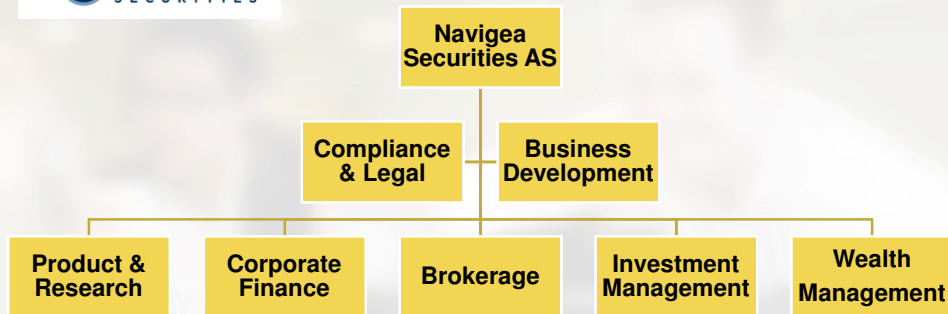 SECURITIES
Navigea
Securities AS
Compliance
& Legal
Business
Development
Product &
Research
Corporate
Finance
Brokerage
Investment
Management
Wealth
Management